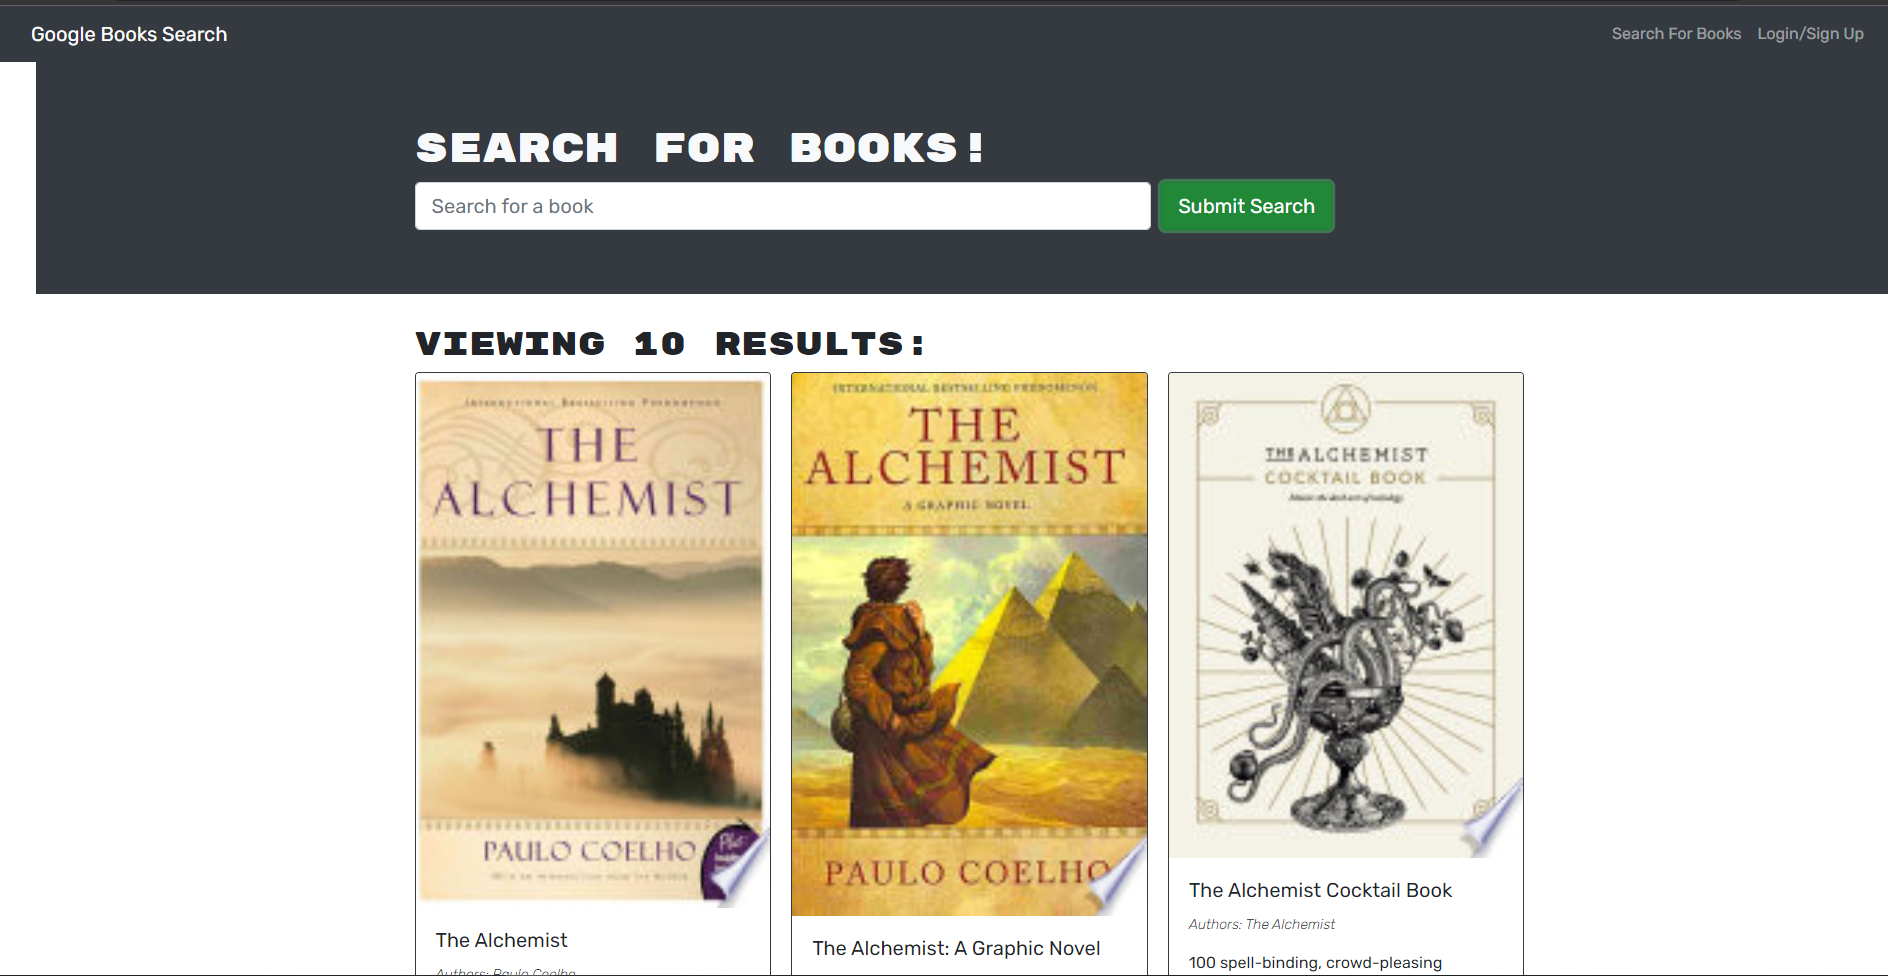 Google Books Search
Search For Books
Login/Sign Up
SEARCH FOR BOOKS!
Search for a book
Submit Search
VIEWING 10 RESULTS:
INTERNATIONAL BESTSELLING PHENOMENON
THE
ALCHEMIST
PAULO COELHO
The Alchemist
Authors: Paulo Coelho
INTERNATIONAL BESTSELLING PHENOMENON
THE
ALCHEMIST
A GRAPHIC NOVEL
PAULO COELHO
The Alchemist: A Graphic Novel
THE ALCHEMIST
COCKTAIL BOOK
The Alchemist Cocktail Book
Authors: The Alchemist
100 spell-binding, crowd-pleasing